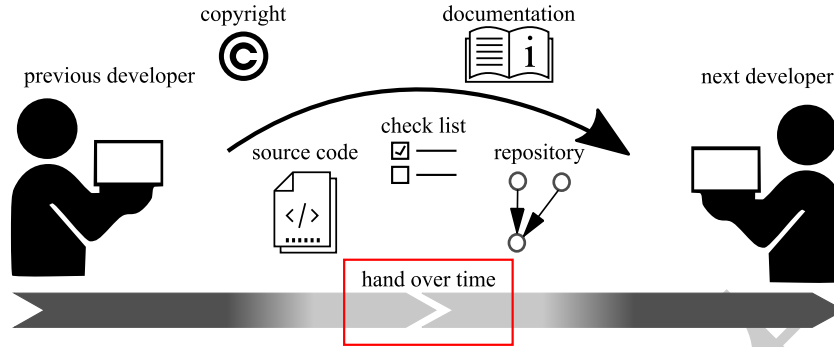 copyright
documentation
previous developer
next developer
check list
source code
repository
hand over time
©
i
</>